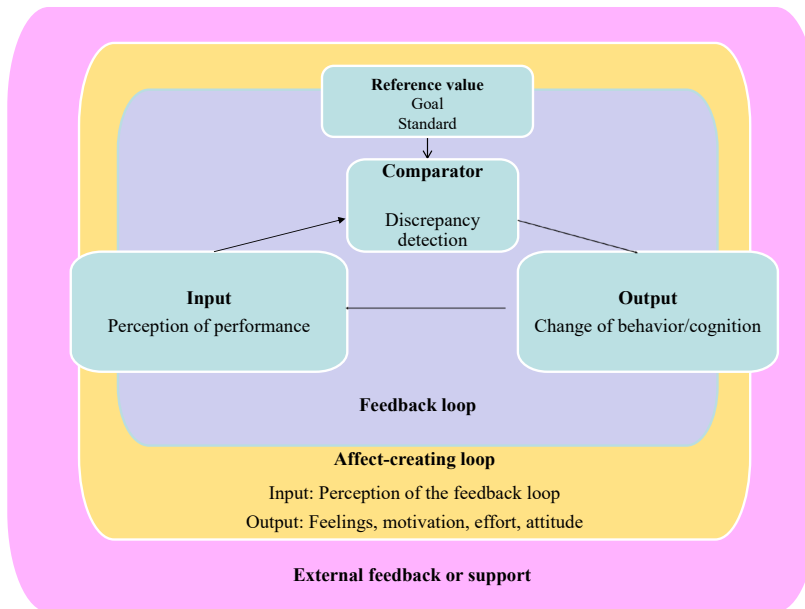 Reference value
Goal
Standard
Comparator
Discrepancy
detection
Input
Perception of performance
Output
Change of behavior/cognition
Feedback loop
Affect-creating loop
Input: Perception of the feedback loop
Output: Feelings, motivation, effort, attitude
External feedback or support